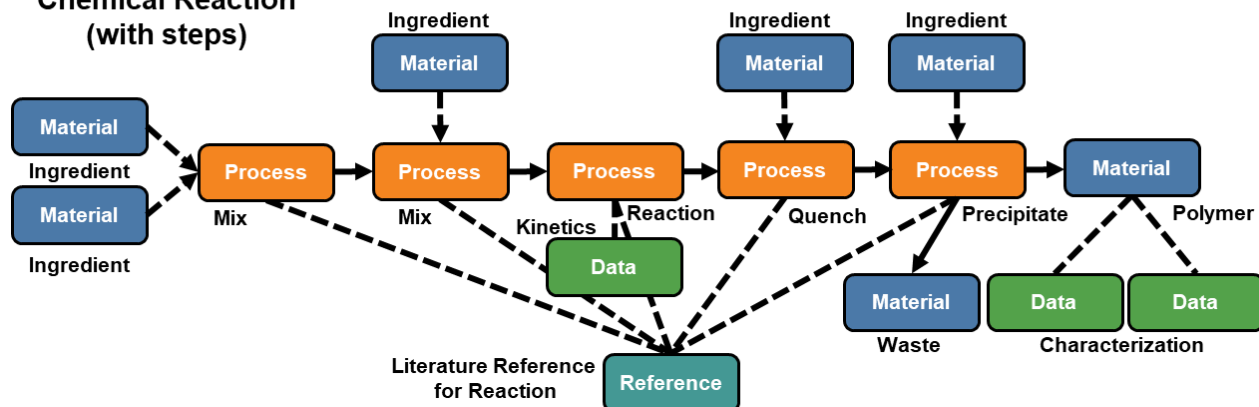 Chemical Reaction
(with steps)
Ingredient
Ingredient
Ingredient
Material
Material
Material
Material
Ingredient
Material
Ingredient
Process
Mix
Process
Mix
Process
Reaction
Process
Quench
Process
Precipitate
Material
Polymer
Kinetics
Data
Material
Waste
Data
Data
Characterization
Literature Reference
for Reaction
Reference